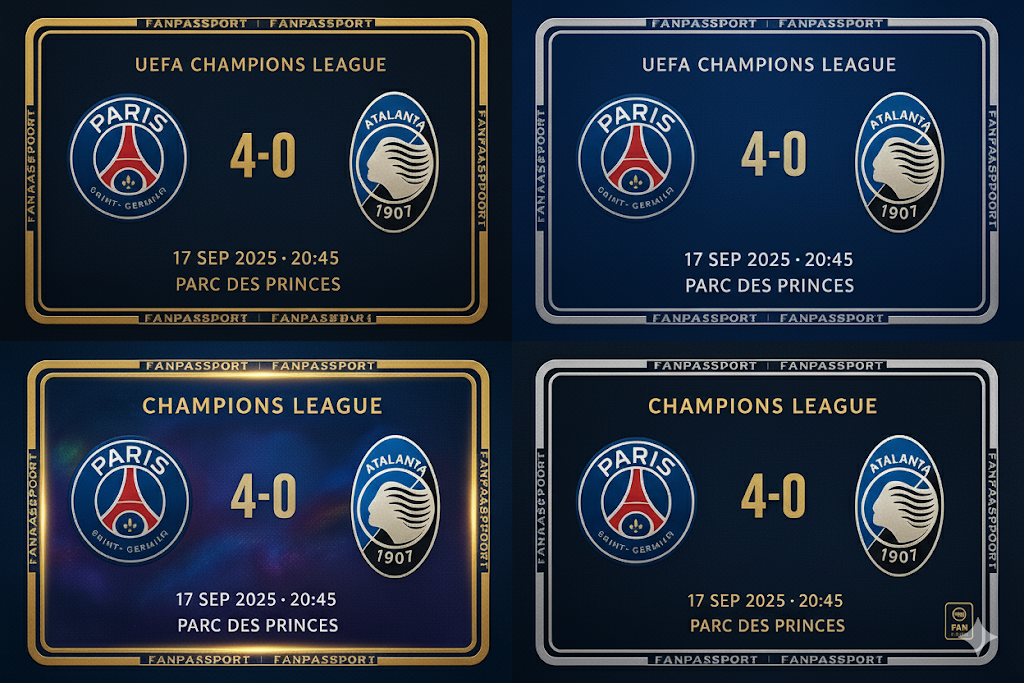 FANPASSPORT | FANPASSPORT
UEFA CHAMPIONS LEAGUE
PARIS
SAINT-GERMAIN
4-0
ATALANTA
1907
17 SEP 2025 · 20:45
PARC DES PRINCES
FANPASSPORT |
FANPASSPORT | FANPASSPORT
UEFA CHAMPIONS LEAGUE
PARIS
4-0
ATALANTA
1907
17 SEP 2025 · 20:45
PARC DES PRINCES
FANPASSPORT | FANPASSPORT
FANPASSPORT | FANPASSPORT
CHAMPIONS LEAGUE
PARIS
4-0
ATALANTA
1907
17 SEP 2025 · 20:45
PARC DES PRINCES
FANPASSPORT | FANPASSPORT
FANPASSPORT | FANPASSPORT
CHAMPIONS LEAGUE
PARIS
4-0
ATALANTA
1907
17 SEP 2025 · 20:45
PARC DES PRINCES
FAN
FANPASSPORT | FANPASSPORT